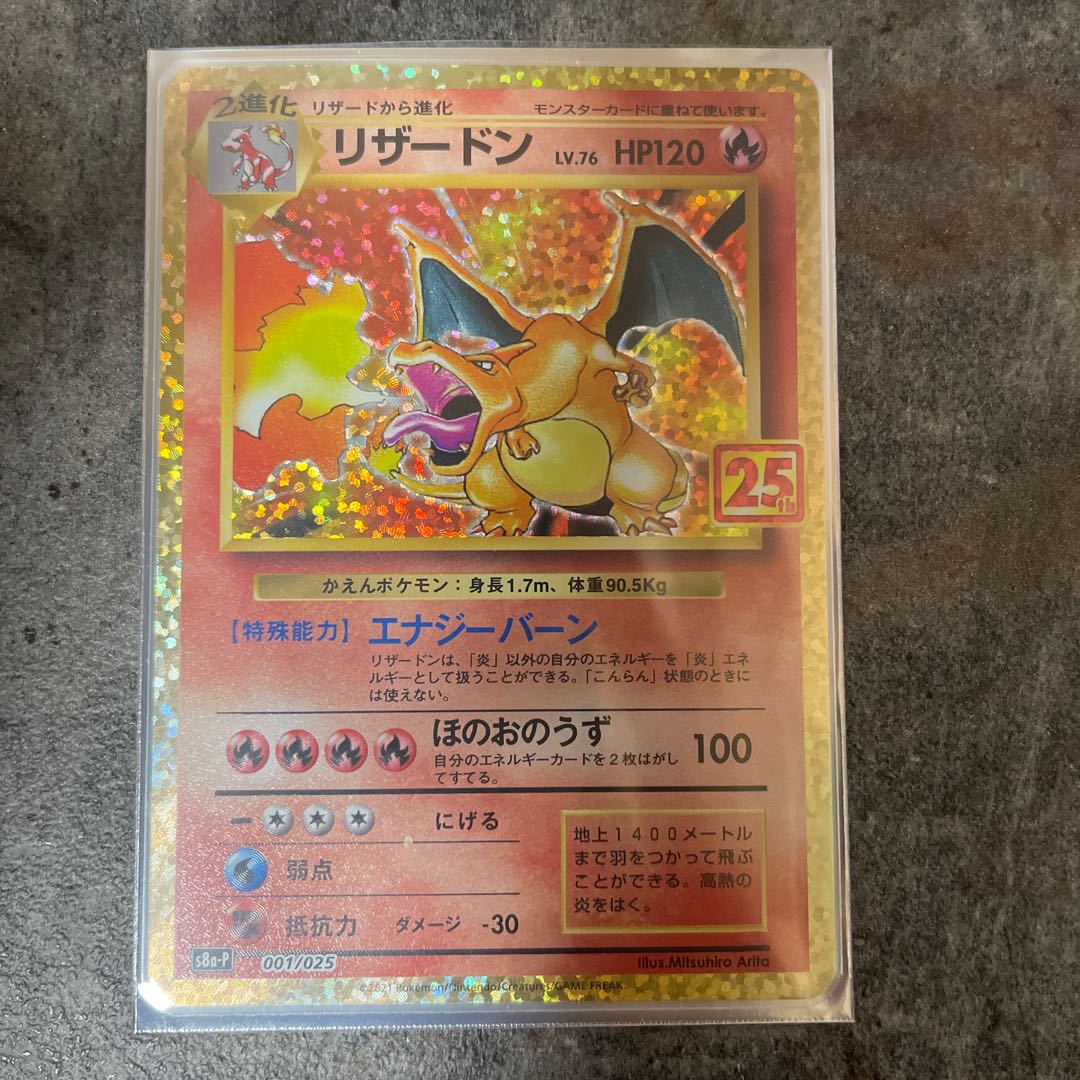 2進化 リザードから進化 モンスターカードに重ねて使います。
リザードン LV.76 HP120
25th
かえんポケモン：身長1.7m、体重90.5Kg
【特殊能力】エナジーバーン
リザードンは、「炎」以外の自分のエネルギーを「炎」エネ
ルギーとして扱うことができる。「こんらん」状態のときに
は使えない。
ほのおのうず 100
自分のエネルギーカードを２枚はがし
てすてる。
にげる
弱点
抵抗力 ダメージ -30
地上１４００メートル
まで羽をつかって飛ぶ
ことができる。高熱の
炎をはく。
s8a-P 001/025 Illus.Mitsuhiro Arita
©2021 Pokémon/Nintendo/Creatures/GAME FREAK.